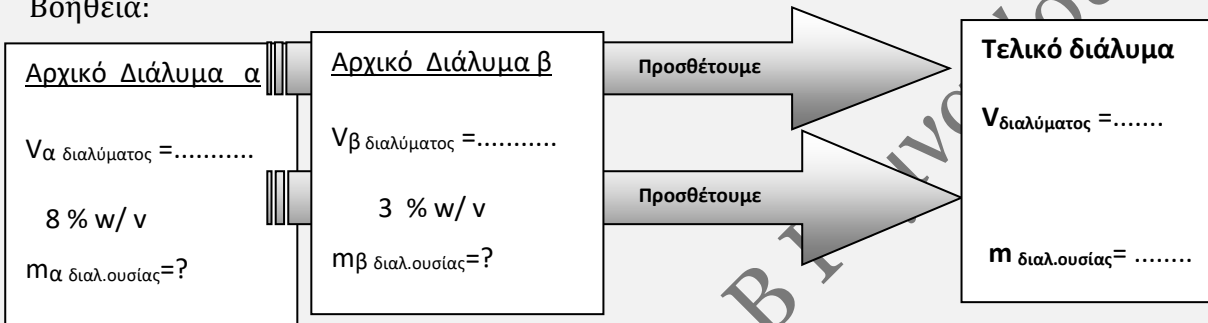 Βοήθεια:
Αρχικό Διάλυμα α
Vα διαλύματος =...........
8 % w/ v
mα διαλ.ουσίας=?
Αρχικό Διάλυμα β
Vβ διαλύματος =...........
3 % w/ v
mβ διαλ.ουσίας=?
Προσθέτουμε
Προσθέτουμε
Τελικό διάλυμα
Vδιαλύματος =.......
m διαλ.ουσίας= ........